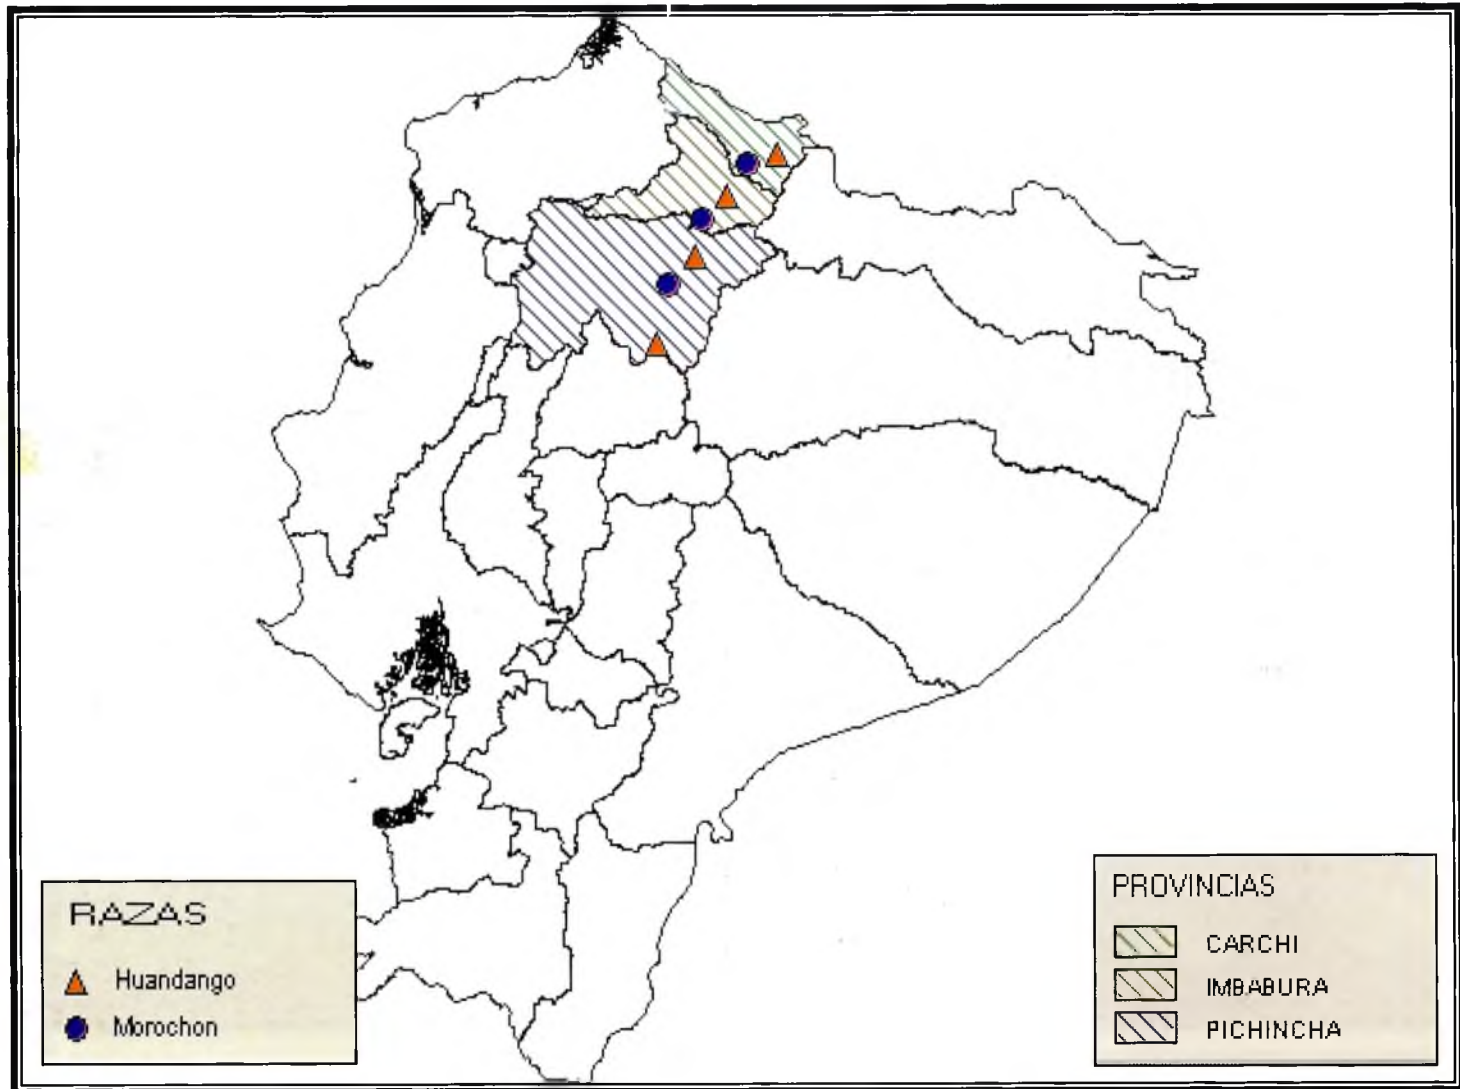 RAZAS
Huandango
Morochon
PROVINCIAS
CARCHI
IMBABURA
PICHINCHA